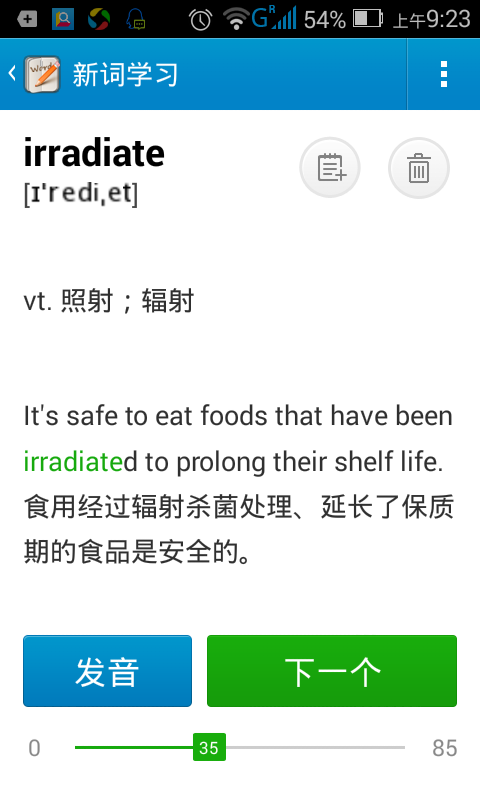 54% 上午9:23
新词学习
irradiate
[ɪˈrediˌet]
vt. 照射；辐射
It's safe to eat foods that have been
irradiated to prolong their shelf life.
食用经过辐射杀菌处理、延长了保质
期的食品是安全的。
发音
下一个
0
35
85